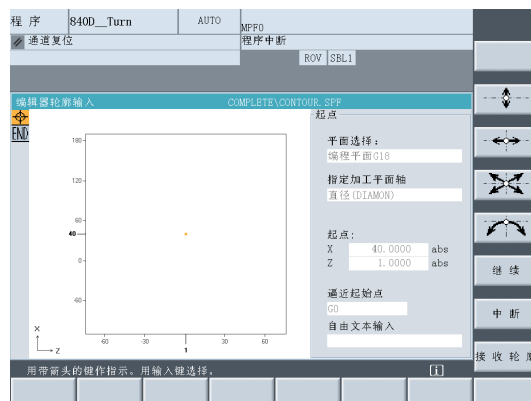 程 序
840D__Turn
AUTO
MPF0
通道复位
程序中断
ROV SBL1
编辑器轮廓输入
COMPLETE\CONTOUR.SPF
END
180
120
60
40
0
-60
-60
-30
1
30
60
X
Z
起点
平面选择:
编程平面G18
指定加工平面轴
直径(DIAMON)
起点:
X 40.0000 abs
Z 1.0000 abs
逼近起始点
G0
自由文本输入
继 续
中 断
接 收 轮 廓
用带箭头的键作指示。用输入键选择。
i